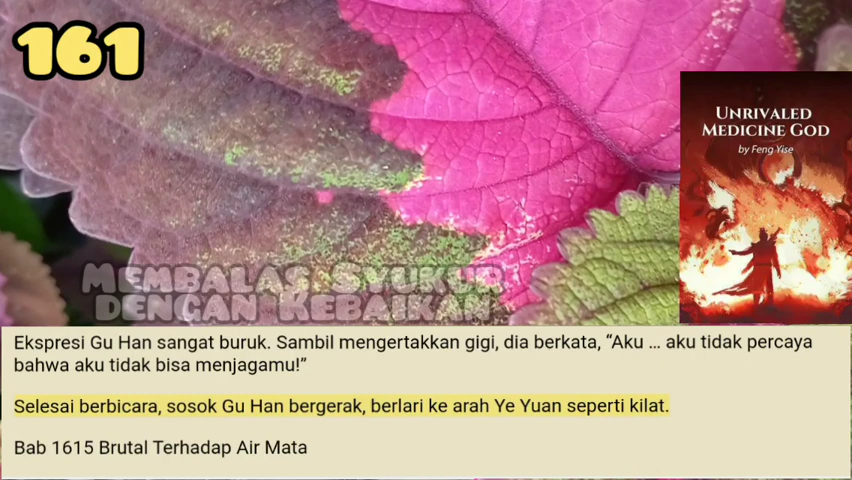 161
UNRIVALED
MEDICINE GOD
by Feng Yise
MEMBALAS SYUKUR
DENGAN KEBAIKAN
Ekspresi Gu Han sangat buruk. Sambil mengertakkan gigi, dia berkata, “Aku ... aku tidak percaya
bahwa aku tidak bisa menjagamu!”
Selesai berbicara, sosok Gu Han bergerak, berlari ke arah Ye Yuan seperti kilat.
Bab 1615 Brutal Terhadap Air Mata